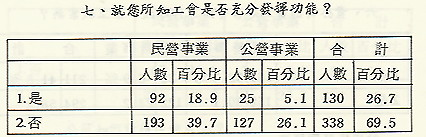 七、就您所知工會是否充分發揮功能？
民營事業 公營事業 合 計
人數 百分比 人數 百分比 人數 百分比
1.是 92 18.9 25 5.1 130 26.7
2.否 193 39.7 127 26.1 338 69.5